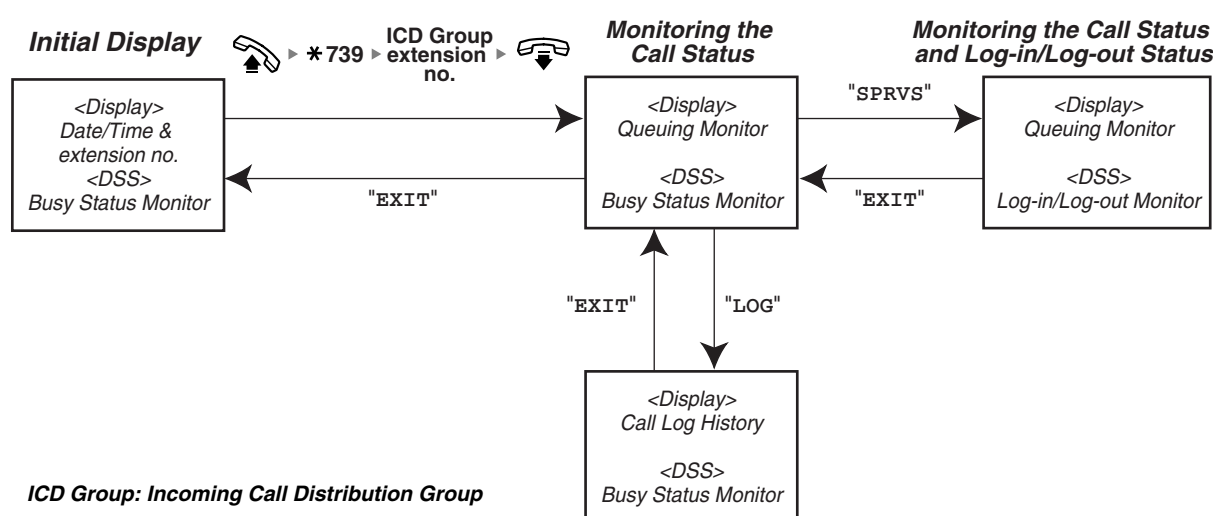 Initial Display
*739
ICD Group
extension
no.
Monitoring the
Call Status
Monitoring the Call Status
and Log-in/Log-out Status
<Display>
Date/Time &
extension no.
<DSS>
Busy Status Monitor
"EXIT"
<Display>
Queuing Monitor
<DSS>
Busy Status Monitor
"SPRVS"
"EXIT"
<Display>
Queuing Monitor
<DSS>
Log-in/Log-out Monitor
"EXIT"
"LOG"
<Display>
Call Log History
<DSS>
Busy Status Monitor
ICD Group: Incoming Call Distribution Group